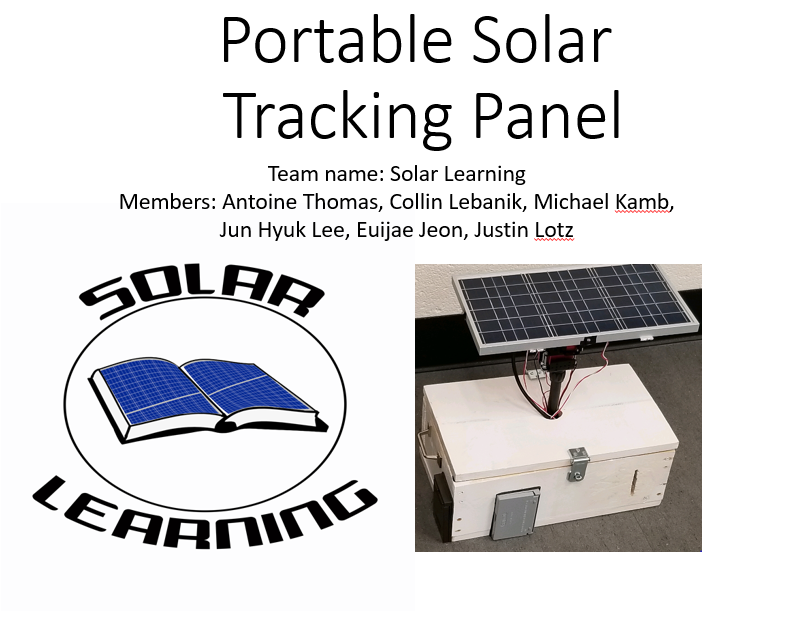 Portable Solar
Tracking Panel
Team name: Solar Learning
Members: Antoine Thomas, Collin Lebanik, Michael Kamb,
Jun Hyuk Lee, Euijae Jeon, Justin Lotz
SOLAR
LEARNING